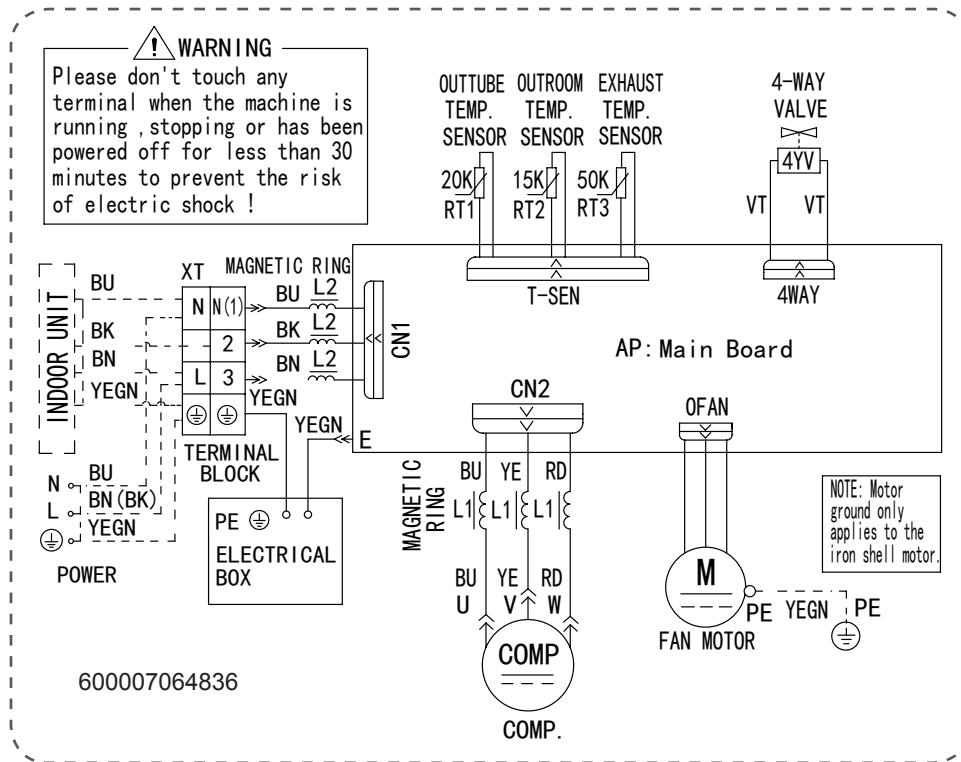 WARNING
Please don't touch any
terminal when the machine is
running ,stopping or has been
powered off for less than 30
minutes to prevent the risk
of electric shock !
OUTTUBE
TEMP.
SENSOR
OUTROOM
TEMP.
SENSOR
EXHAUST
TEMP.
SENSOR
4-WAY
VALVE
20K
RT1
15K
RT2
50K
RT3
4YV
VT
VT
T-SEN
4WAY
INDOOR UNIT
BU
BK
BN
YEGN
XT
N
N(1)
2
L
3
TERMINAL
BLOCK
MAGNETIC RING
BU
L2
BK
L2
BN
L2
YEGN
CN1
YEGN
E
AP:Main Board
CN2
OFAN
N
BU
L
BN(BK)
YEGN
POWER
PE
ELECTRICAL
BOX
MAGNETIC
RING
BU
YE
RD
L1
L1
L1
BU
YE
RD
U
V
W
COMP
COMP.
M
FAN MOTOR
PE
YEGN
PE
NOTE: Motor
ground only
applies to the
iron shell motor.
600007064836